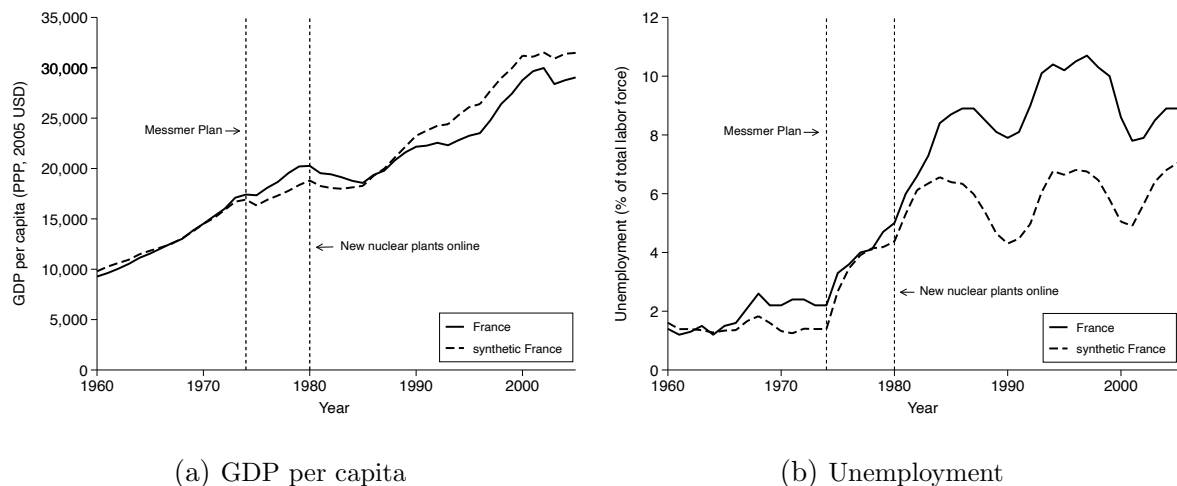 35,000
30,000
25,000
20,000
15,000
10,000
5,000
0
1960 1970 1980 1990 2000
Year
GDP per capita (PPP, 2005 USD)
Messmer Plan →
← New nuclear plants online
France
synthetic France
(a) GDP per capita
12
10
8
6
4
2
0
1960 1970 1980 1990 2000
Year
Unemployment (% of total labor force)
Messmer Plan →
← New nuclear plants online
France
synthetic France
(b) Unemployment